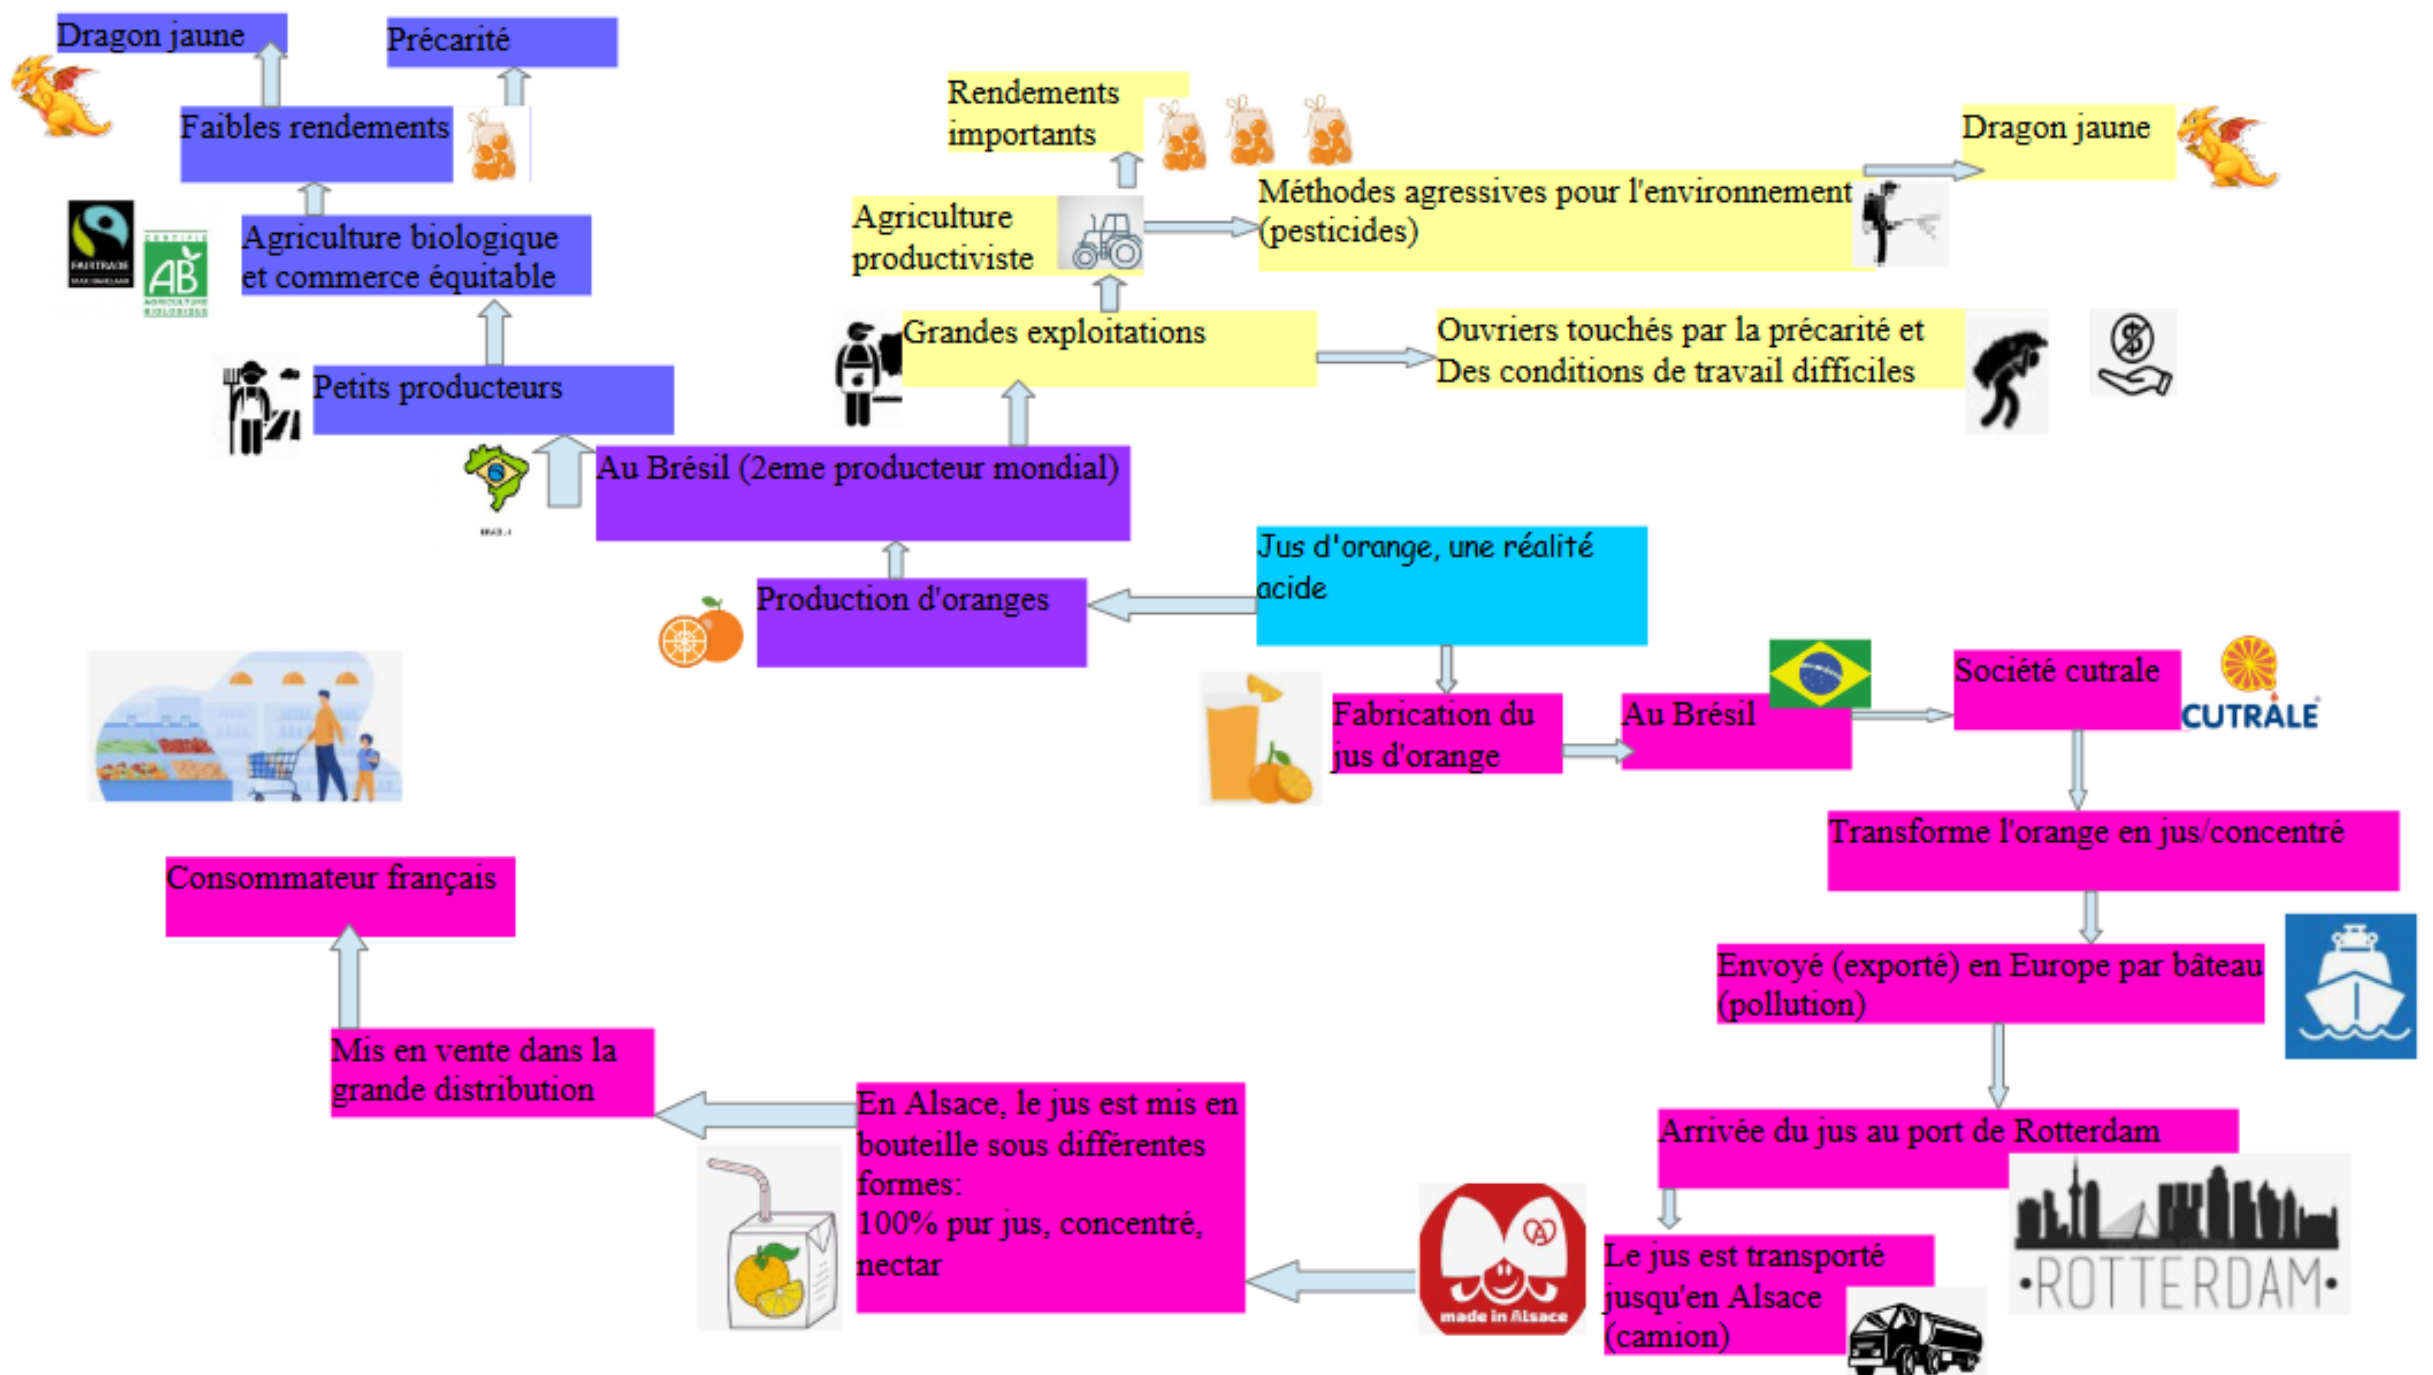 Dragon jaune
Précarité
Faibles rendements
FAIRTRADE
CERTIFIÉ
AB
AGRICULTURE
BIOLOGIQUE
Agriculture biologique
et commerce équitable
Petits producteurs
Rendements
importants
Dragon jaune
Méthodes agressives pour l'environnement
(pesticides)
Agriculture
productiviste
Grandes exploitations
Ouvriers touchés par la précarité et
Des conditions de travail difficiles
Au Brésil (2eme producteur mondial)
Production d'oranges
Jus d'orange, une réalité
acide
Fabrication du
jus d'orange
Au Brésil
Société cutrale
CUTRALE
Transforme l'orange en jus/concentré
Envoyé (exporté) en Europe par bâteau
(pollution)
Arrivée du jus au port de Rotterdam
•ROTTERDAM•
Le jus est transporté
jusqu'en Alsace
(camion)
made in Alsace
En Alsace, le jus est mis en
bouteille sous différentes
formes:
100% pur jus, concentré,
nectar
Mis en vente dans la
grande distribution
Consommateur français